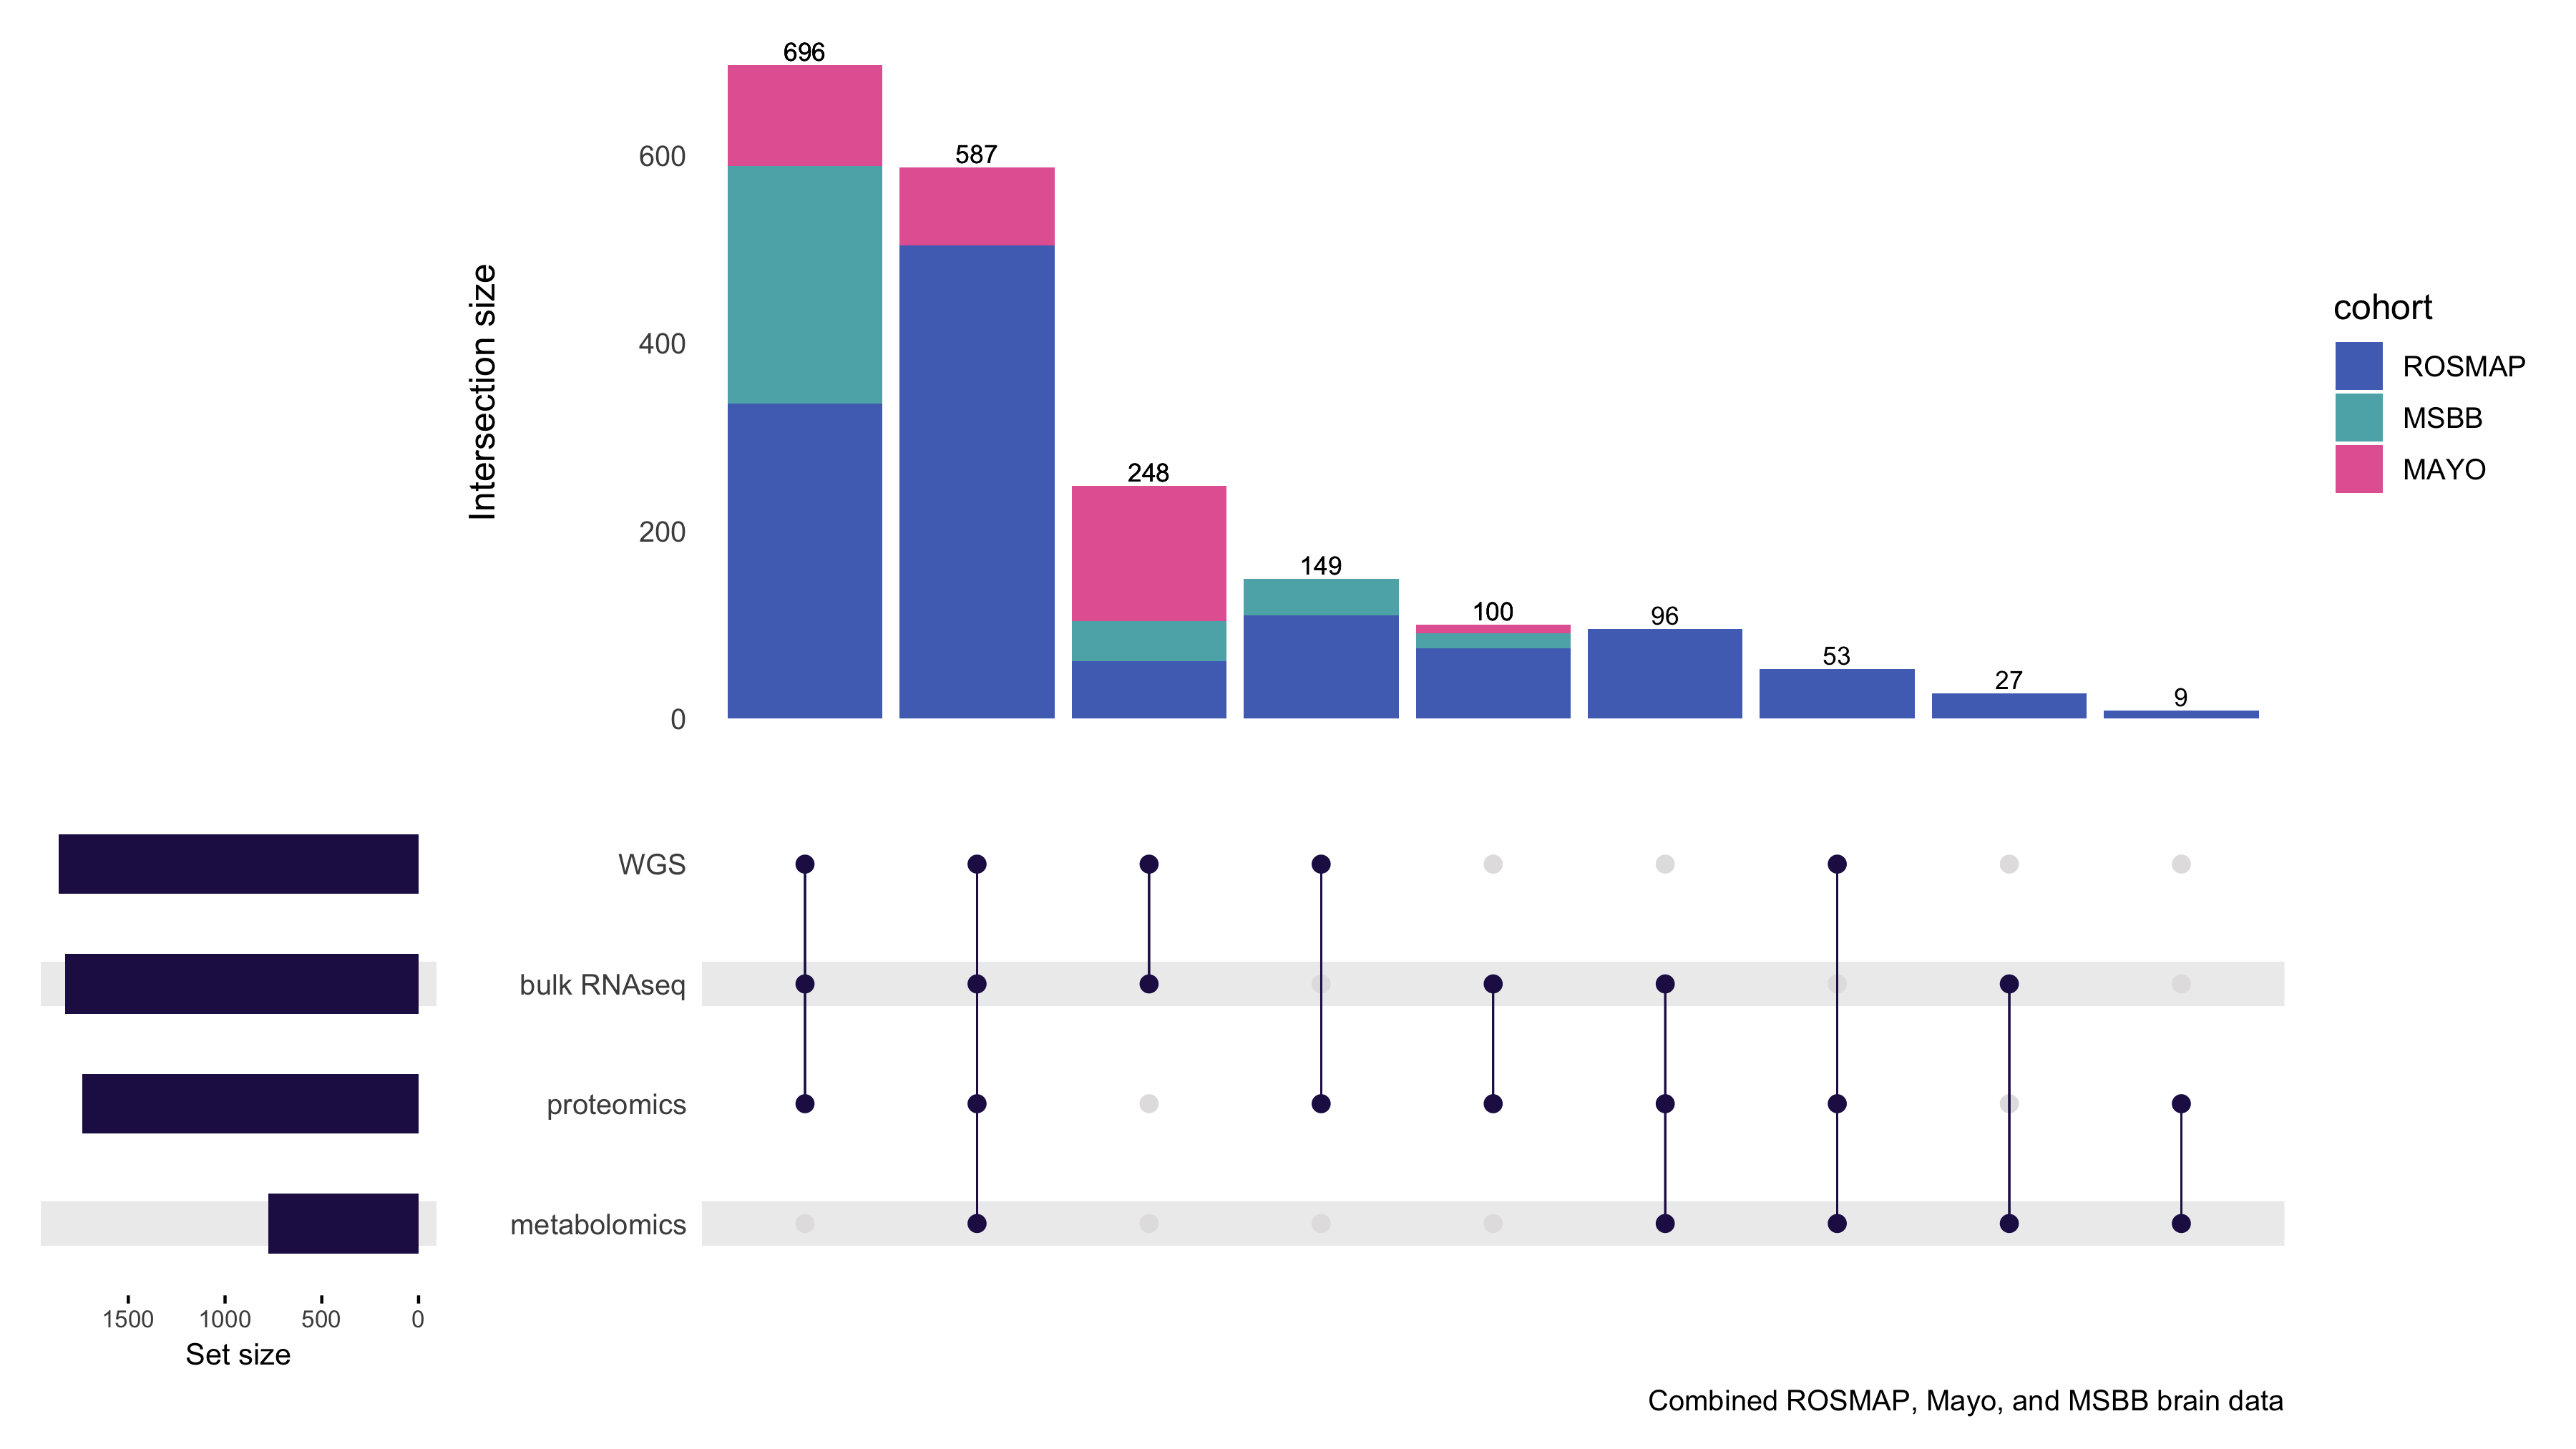 696
587
248
149
100
96
53
27
9
Intersection size
600
400
200
0
cohort
ROSMAP
MSBB
MAYO
WGS
bulk RNAseq
proteomics
metabolomics
1500 1000 500 0
Set size
Combined ROSMAP, Mayo, and MSBB brain data